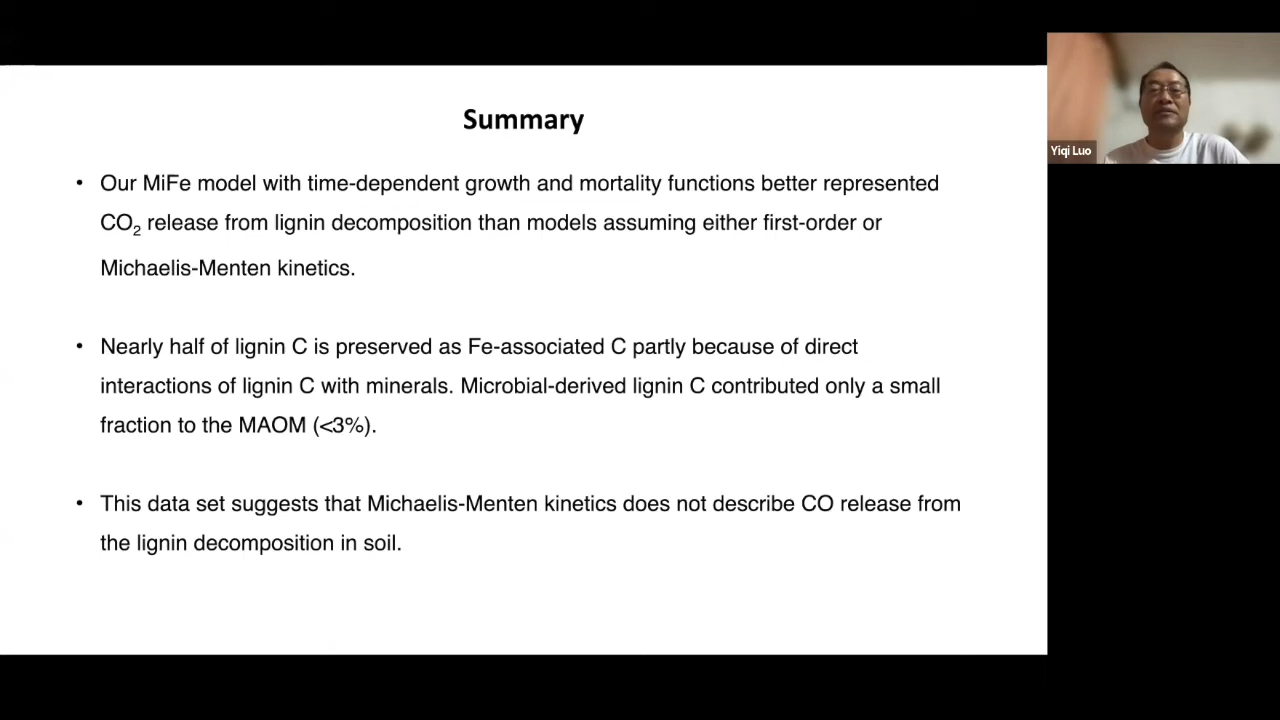 Summary
• Our MiFe model with time-dependent growth and mortality functions better represented
CO₂ release from lignin decomposition than models assuming either first-order or
Michaelis-Menten kinetics.
• Nearly half of lignin C is preserved as Fe-associated C partly because of direct
interactions of lignin C with minerals. Microbial-derived lignin C contributed only a small
fraction to the MAOM (<3%).
• This data set suggests that Michaelis-Menten kinetics does not describe CO release from
the lignin decomposition in soil.
Yiqi Luo